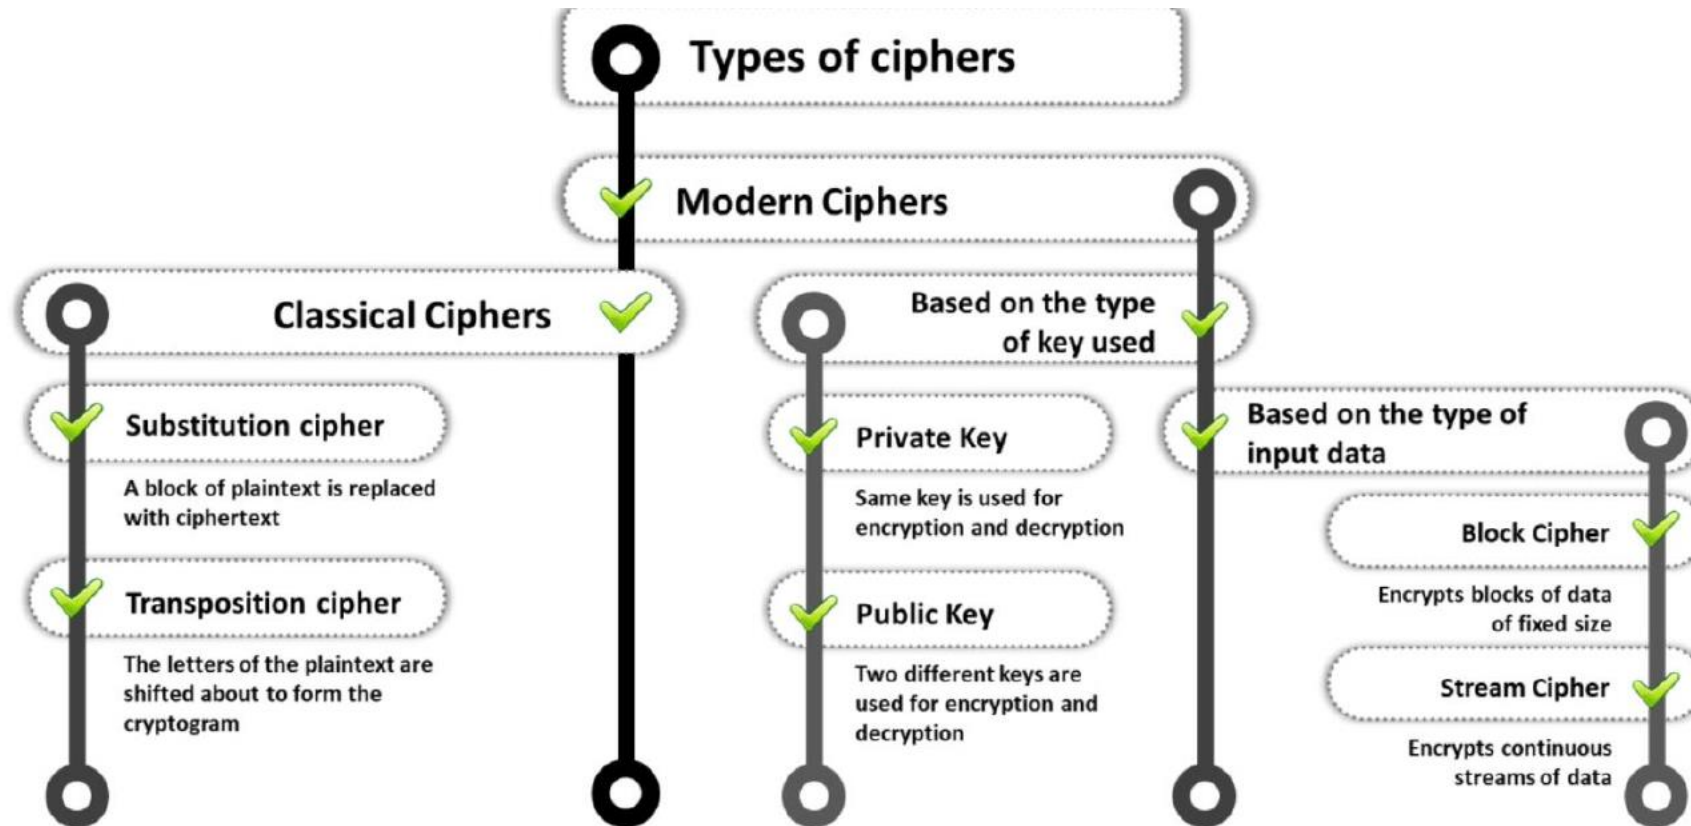 Types of ciphers
Modern Ciphers
Classical Ciphers
Substitution cipher
A block of plaintext is replaced
with ciphertext
Transposition cipher
The letters of the plaintext are
shifted about to form the
cryptogram
Based on the type
of key used
Private Key
Same key is used for
encryption and decryption
Public Key
Two different keys are
used for encryption and
decryption
Based on the type of
input data
Block Cipher
Encrypts blocks of data
of fixed size
Stream Cipher
Encrypts continuous
streams of data